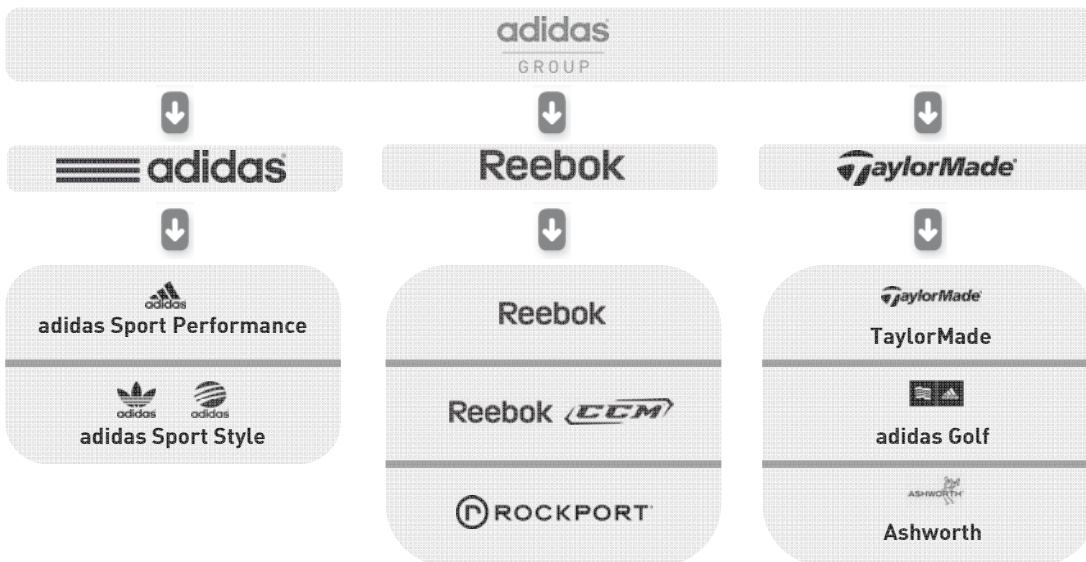 adidas
GROUP
adidas
Reebok
TaylorMade
adidas
adidas Sport Performance
adidas adidas
adidas Sport Style
Reebok
Reebok CCM
ROCKPORT
TaylorMade
TaylorMade
adidas Golf
ASHWORTH
Ashworth